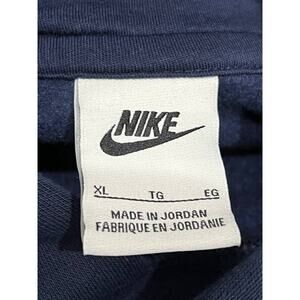 NIKE
XL TG EG
MADE IN JORDAN
FABRIQUE EN JORDANIE